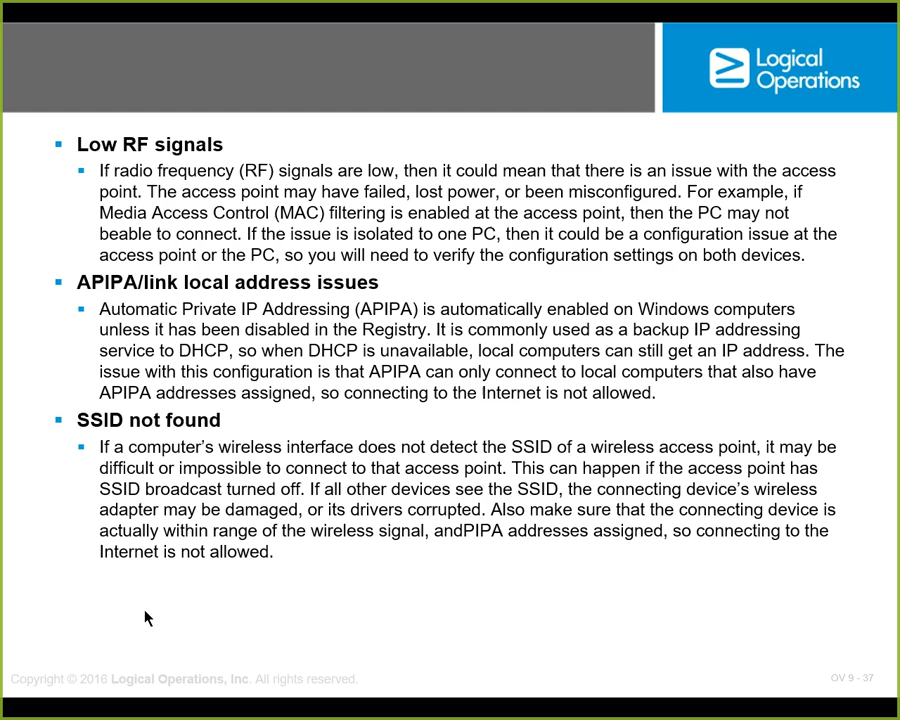 Logical
Operations
Low RF signals
If radio frequency (RF) signals are low, then it could mean that there is an issue with the access
point. The access point may have failed, lost power, or been misconfigured. For example, if
Media Access Control (MAC) filtering is enabled at the access point, then the PC may not
beable to connect. If the issue is isolated to one PC, then it could be a configuration issue at the
access point or the PC, so you will need to verify the configuration settings on both devices.
APIPA/link local address issues
Automatic Private IP Addressing (APIPA) is automatically enabled on Windows computers
unless it has been disabled in the Registry. It is commonly used as a backup IP addressing
service to DHCP, so when DHCP is unavailable, local computers can still get an IP address. The
issue with this configuration is that APIPA can only connect to local computers that also have
APIPA addresses assigned, so connecting to the Internet is not allowed.
SSID not found
If a computer’s wireless interface does not detect the SSID of a wireless access point, it may be
difficult or impossible to connect to that access point. This can happen if the access point has
SSID broadcast turned off. If all other devices see the SSID, the connecting device’s wireless
adapter may be damaged, or its drivers corrupted. Also make sure that the connecting device is
actually within range of the wireless signal, andPIPA addresses assigned, so connecting to the
Internet is not allowed.
Copyright © 2016 Logical Operations, Inc. All rights reserved.
OV 9 - 37